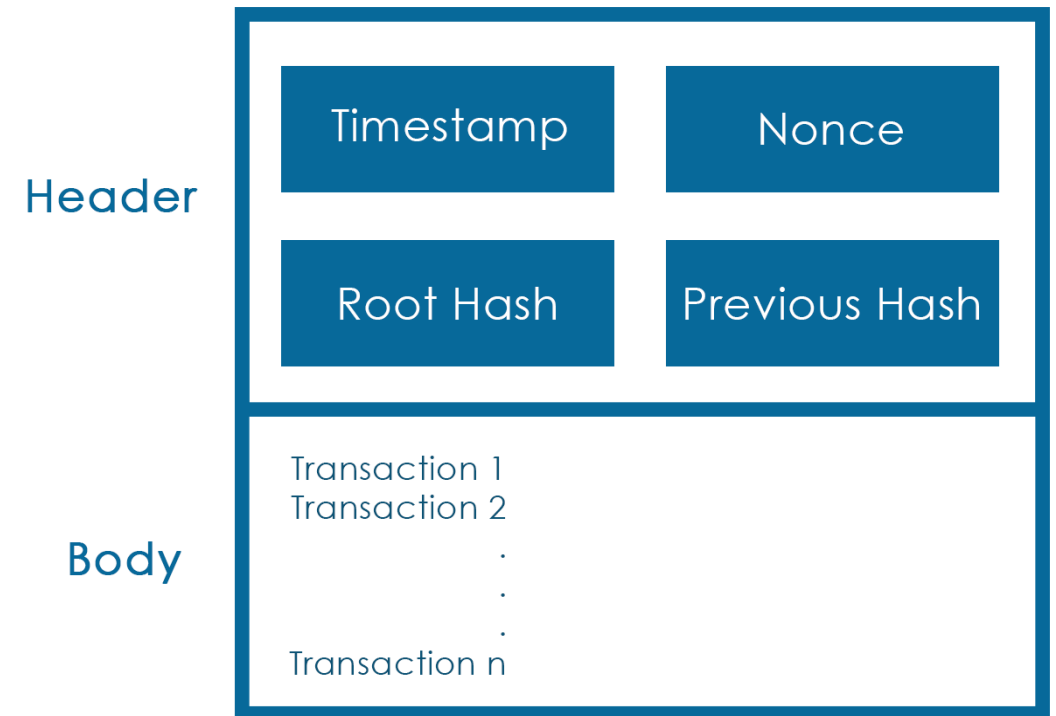 Header
Timestamp
Nonce
Root Hash
Previous Hash
Body
Transaction 1
Transaction 2
.
.
.
Transaction n